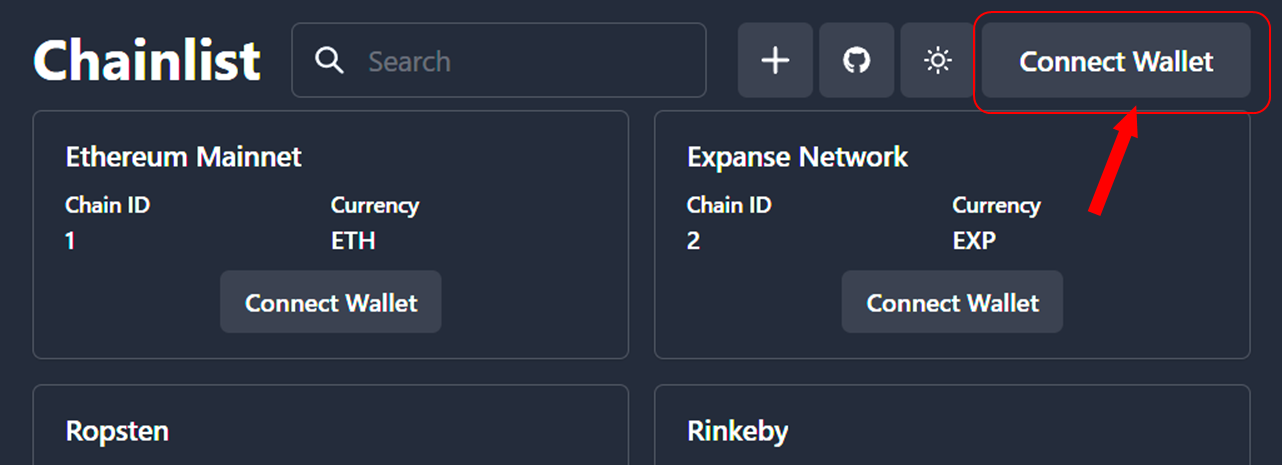 Chainlist Search Connect Wallet
Ethereum Mainnet
Chain ID Currency
1 ETH
Connect Wallet
Expanse Network
Chain ID Currency
2 EXP
Connect Wallet
Ropsten
Rinkeby